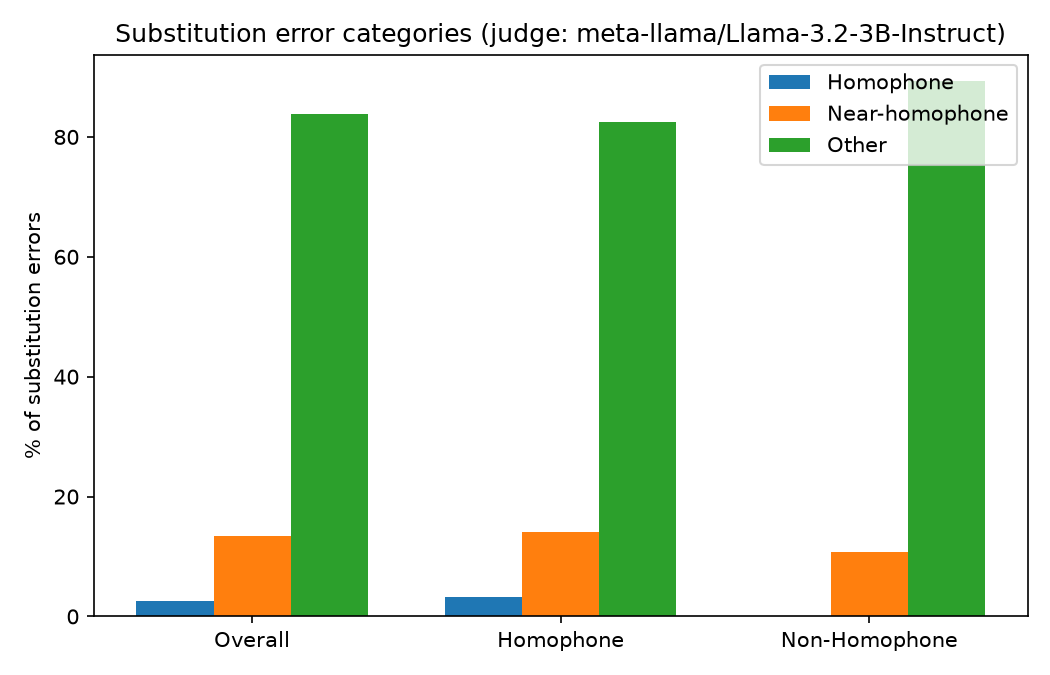 Substitution error categories (judge: meta-llama/Llama-3.2-3B-Instruct)
Homophone
Near-homophone
Other
% of substitution errors
80
60
40
20
0
Overall
Homophone
Non-Homophone